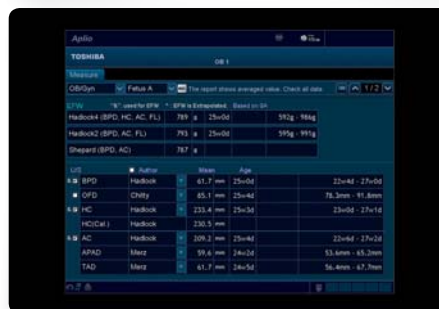 Aplio
TOSHIBA
OB 1
Measure
OB/Gyn Fetus A The report shows averaged value. Check all data. 1/2
EFW "&": used for EFW * : EFW is Extrapolated. Based on GA
Hadlock4 (BPD, HC, AC, FL) 789 g 25w0d 592g - 986g
Hadlock2 (BPD, AC, FL) 793 g 25w0d 595g - 991g
Shepard (BPD, AC) 787 g
U/S Author Mean Age
BPD Hadlock 61.7 mm 25w0d 22w4d - 27w0d
OFD Chitty 85.1 mm 25w4d 78.3mm - 91.8mm
HC Hadlock 233.4 mm 25w3d 23w0d - 27w1d
HC(Cal.) Hadlock 230.5 mm
AC Hadlock 209.2 mm 25w4d 22w6d - 27w2d
APAD Merz 59.6 mm 24w2d 53.6mm - 65.2mm
TAD Merz 61.7 mm 24w5d 56.4mm - 67.7mm